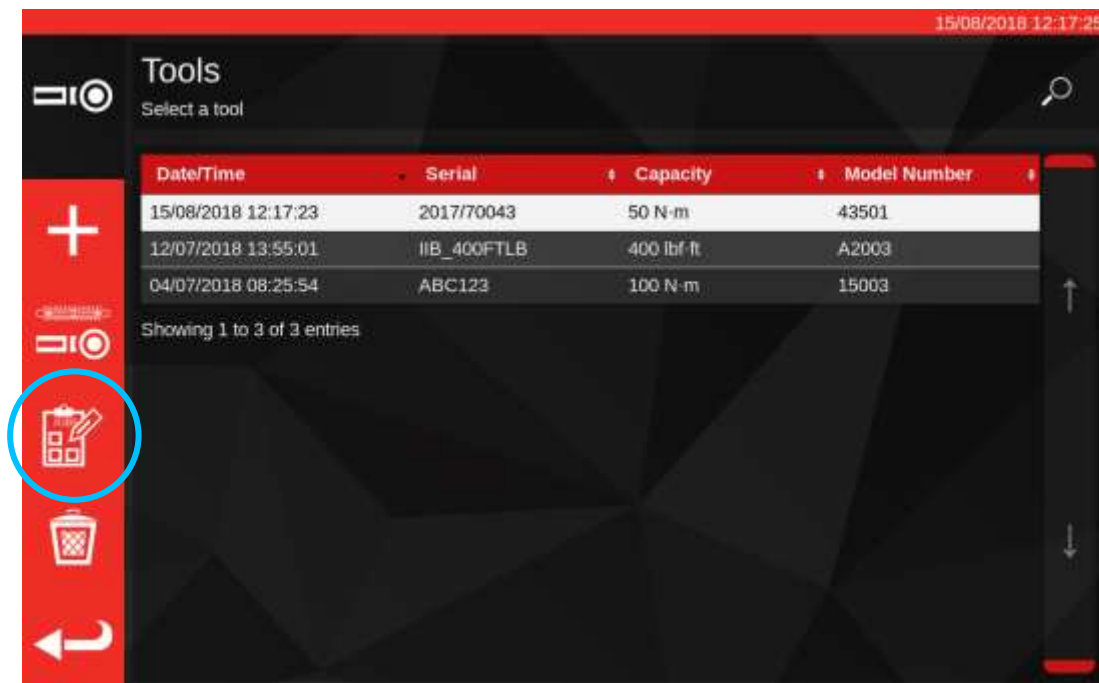 15/08/2018 12:17:25
Tools
Select a tool
Date/Time Serial Capacity Model Number
15/08/2018 12:17:23 2017/70043 50 N·m 43501
12/07/2018 13:55:01 IIB_400FTLB 400 lbf·ft A2003
04/07/2018 08:25:54 ABC123 100 N·m 15003
Showing 1 to 3 of 3 entries